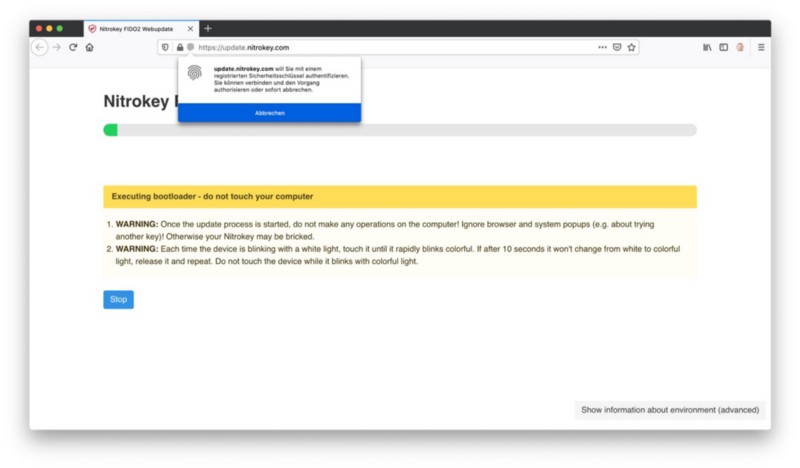 Nitrokey FIDO2 Webupdate
https://update.nitrokey.com
update.nitrokey.com will Sie mit einem
registrierten Sicherheitsschlüssel authentifizieren.
Sie können verbinden und den Vorgang
authorisieren oder sofort abbrechen.
Abbrechen
Nitrokey
Executing bootloader - do not touch your computer
1. WARNING: Once the update process is started, do not make any operations on the computer! Ignore browser and system popups (e.g. about trying
another key)! Otherwise your Nitrokey may be bricked.
2. WARNING: Each time the device is blinking with a white light, touch it until it rapidly blinks colorful. If after 10 seconds it won't change from white to colorful
light, release it and repeat. Do not touch the device while it blinks with colorful light.
Stop
Show information about environment (advanced)